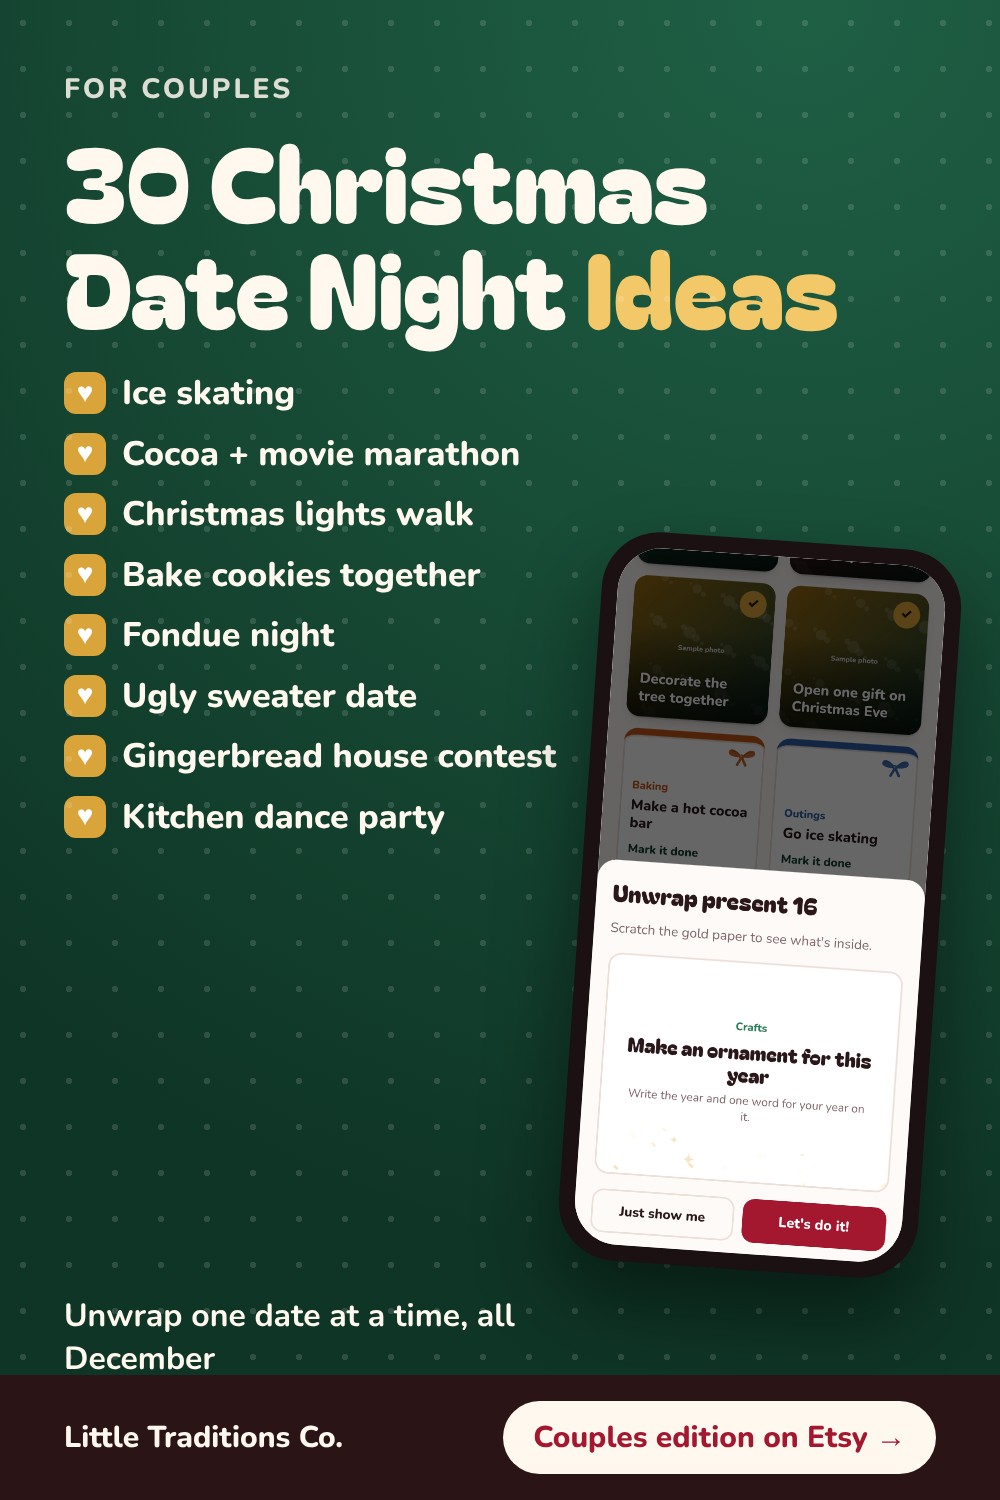 FOR COUPLES
30 Christmas
Date Night Ideas
Ice skating
Cocoa + movie marathon
Christmas lights walk
Bake cookies together
Fondue night
Ugly sweater date
Gingerbread house contest
Kitchen dance party
Sample photo
Decorate the
tree together
Sample photo
Open one gift on
Christmas Eve
Baking
Make a hot cocoa
bar
Mark it done
Outings
Go ice skating
Mark it done
Unwrap present 16
Scratch the gold paper to see what's inside.
Crafts
Make an ornament for this
year
Write the year and one word for your year on
it.
Just show me
Let's do it!
Unwrap one date at a time, all
December
Little Traditions Co.
Couples edition on Etsy →